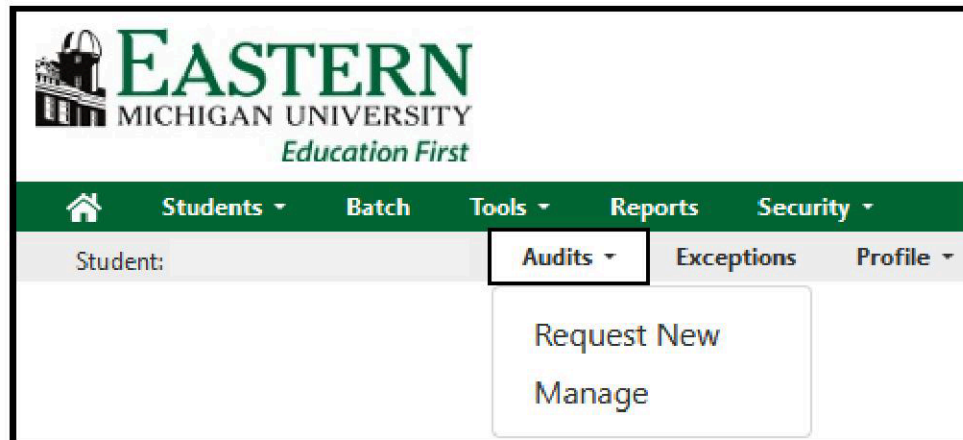 EASTERN
MICHIGAN UNIVERSITY
Education First
Students Batch Tools Reports Security
Student: Audits Exceptions Profile
Request New
Manage